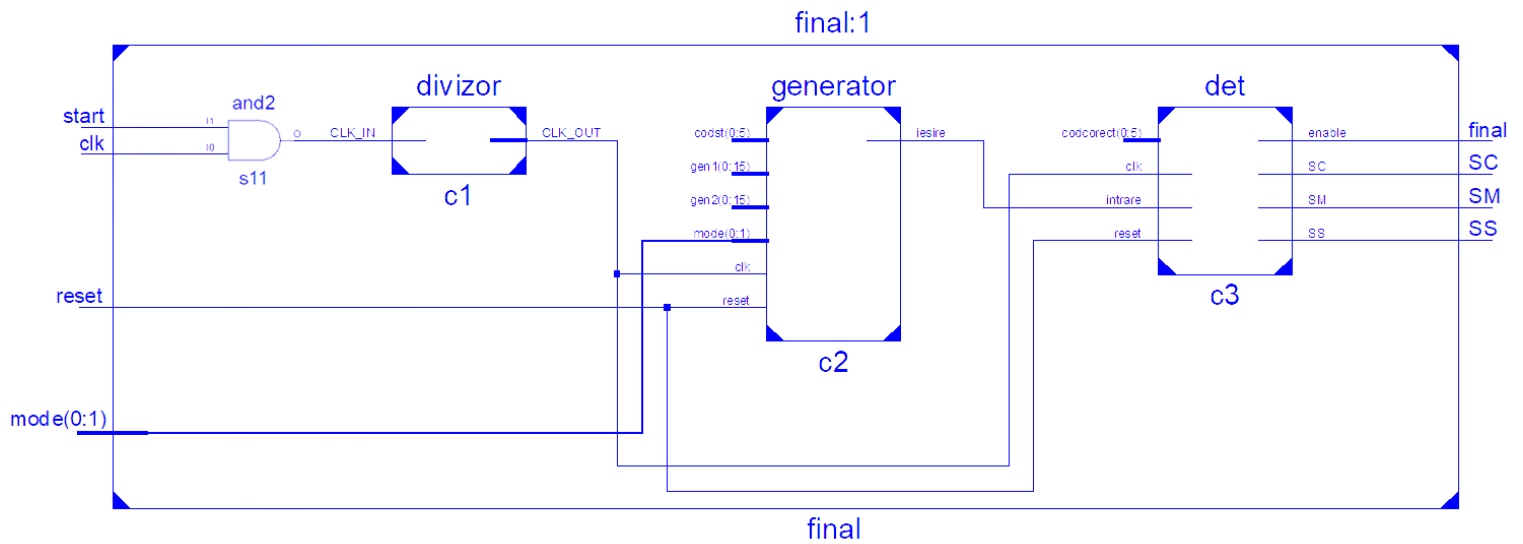 final:1
divizor
generator
det
and2
start
I1
clk
I0
O
CLK_IN
CLK_OUT
s11
c1
codst(0:5)
iesire
gen1(0:15)
gen2(0:15)
mode(0:1)
clk
reset
c2
codcorect(0:5)
enable
final
clk
SC
SC
intrare
SM
SM
reset
SS
SS
c3
reset
mode(0:1)
final